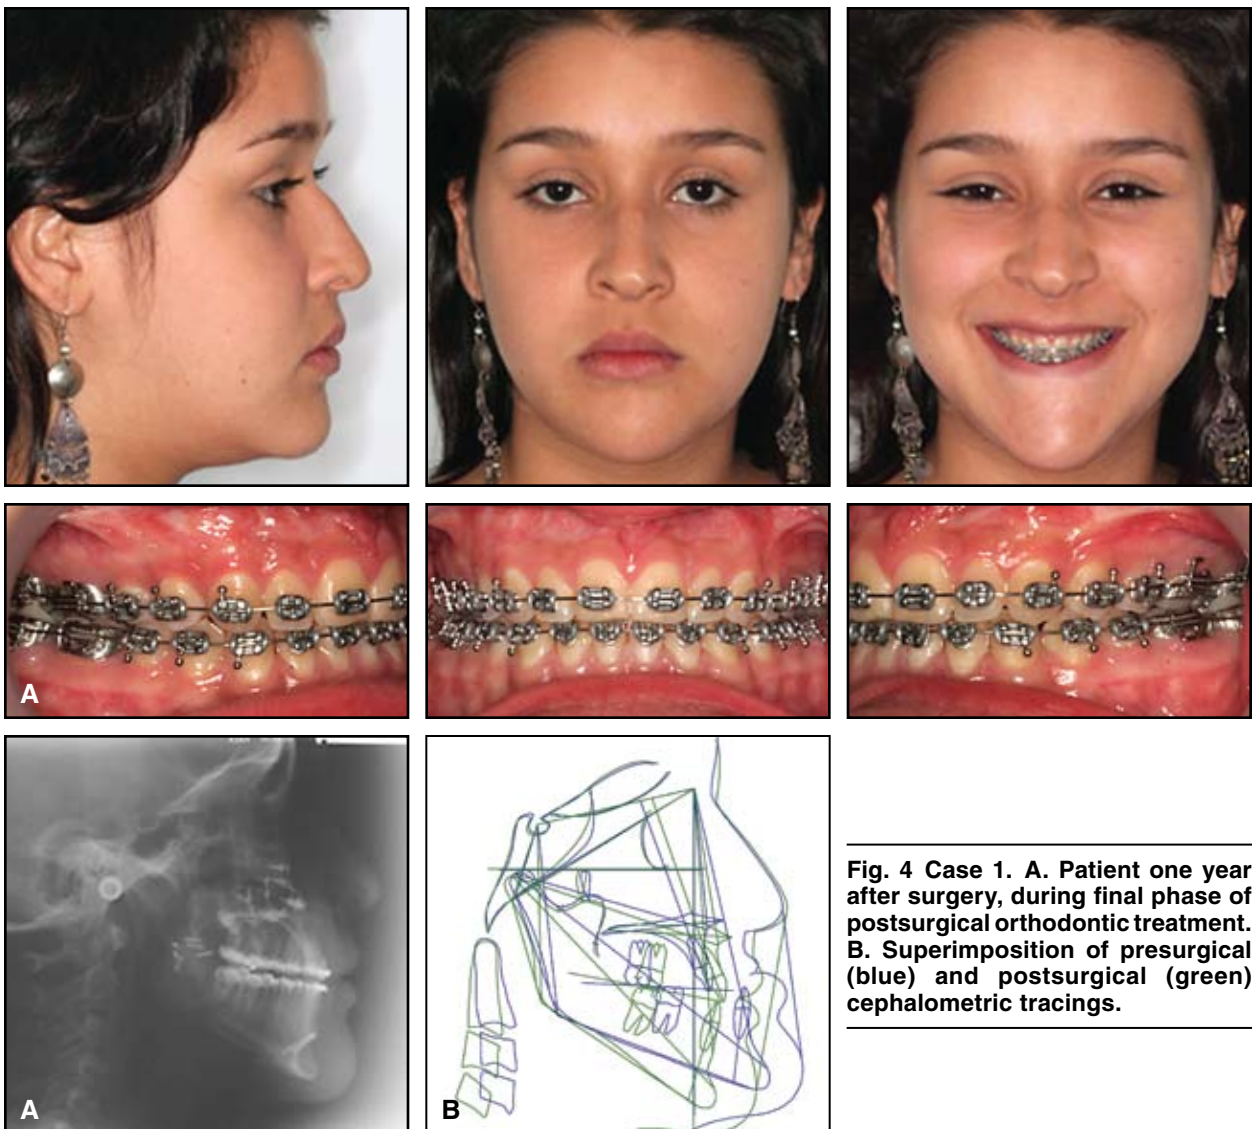 A
A
B
Fig. 4 Case 1. A. Patient one year
after surgery, during final phase of
postsurgical orthodontic treatment.
B. Superimposition of presurgical
(blue) and postsurgical (green)
cephalometric tracings.